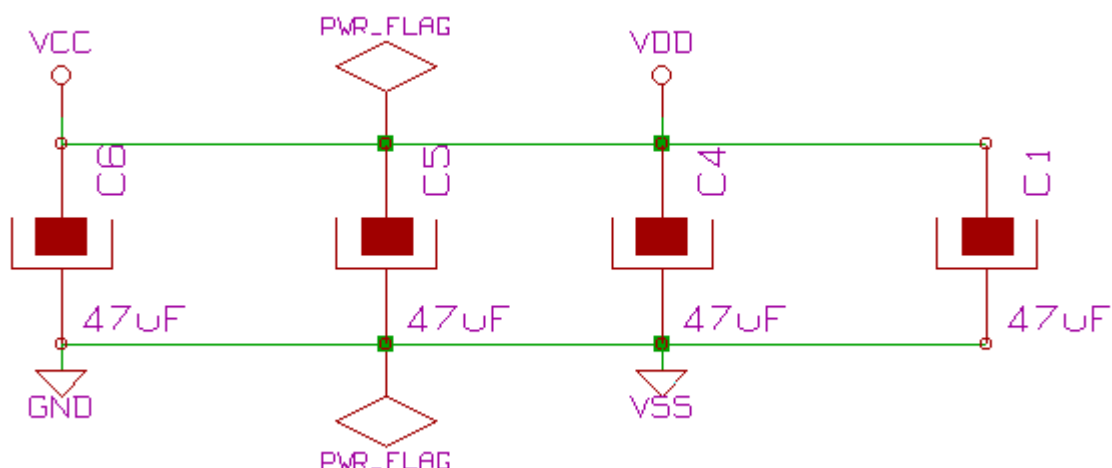 PWR_FLAG
VCC
VDD
C6
C5
C4
C1
47uF
47uF
47uF
47uF
GND
VSS
PWR_FLAG